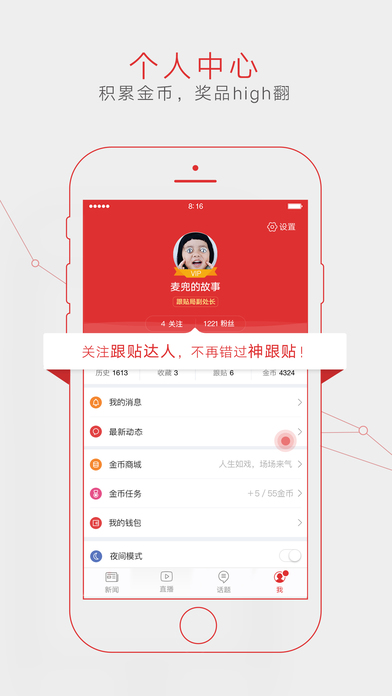 个人中心
积累金币，奖品high翻
8:16
设置
VIP
麦兜的故事
跟贴局副处长
4 关注 1221 粉丝
关注跟贴达人，不再错过神跟贴！
历史 1613 收藏 3 跟贴 6 金币 4324
我的消息
最新动态
金币商城 人生如戏，场场来气
金币任务 +5 / 55金币
我的钱包
夜间模式
新闻 直播 话题 我